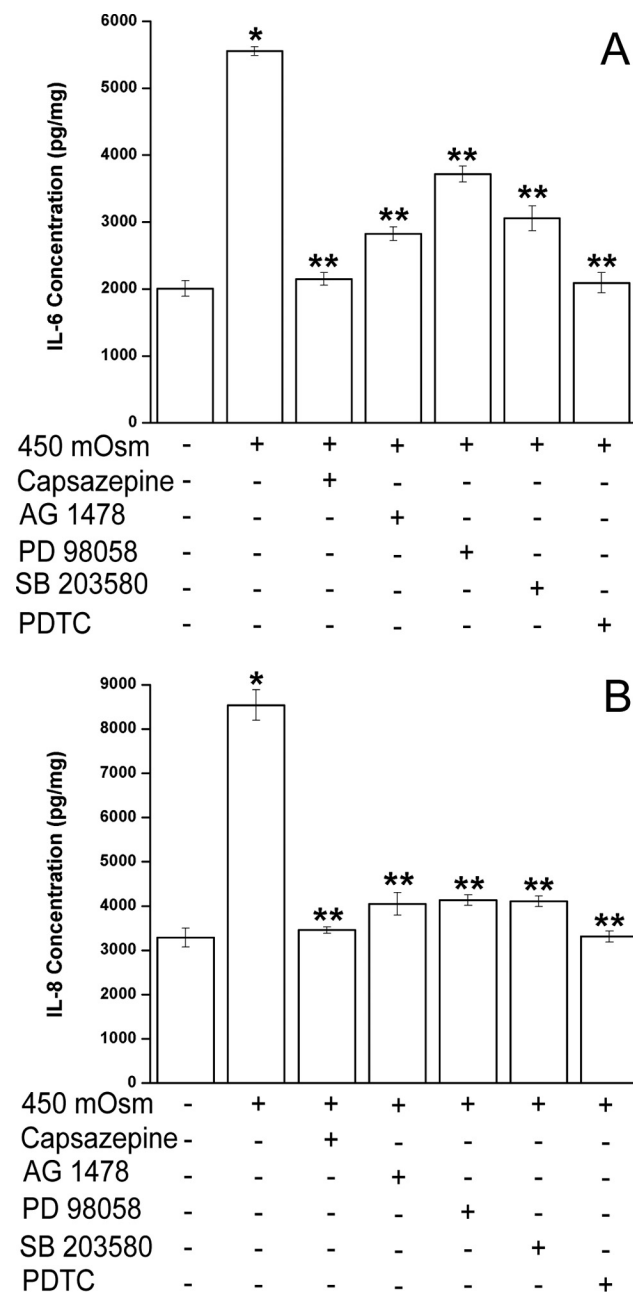 A
6000
5000
4000
3000
2000
1000
0
IL-6 Concentration (pg/mg)
* ** ** ** ** **
450 mOsm - + + + + + +
Capsazepine - - + - - - -
AG 1478 - - - + - - -
PD 98058 - - - - + - -
SB 203580 - - - - - + -
PDTC - - - - - - +
B
9000
8000
7000
6000
5000
4000
3000
2000
1000
0
IL-8 Concentration (pg/mg)
* ** ** ** ** **
450 mOsm - + + + + + +
Capsazepine - - + - - - -
AG 1478 - - - + - - -
PD 98058 - - - - + - -
SB 203580 - - - - - + -
PDTC - - - - - - +